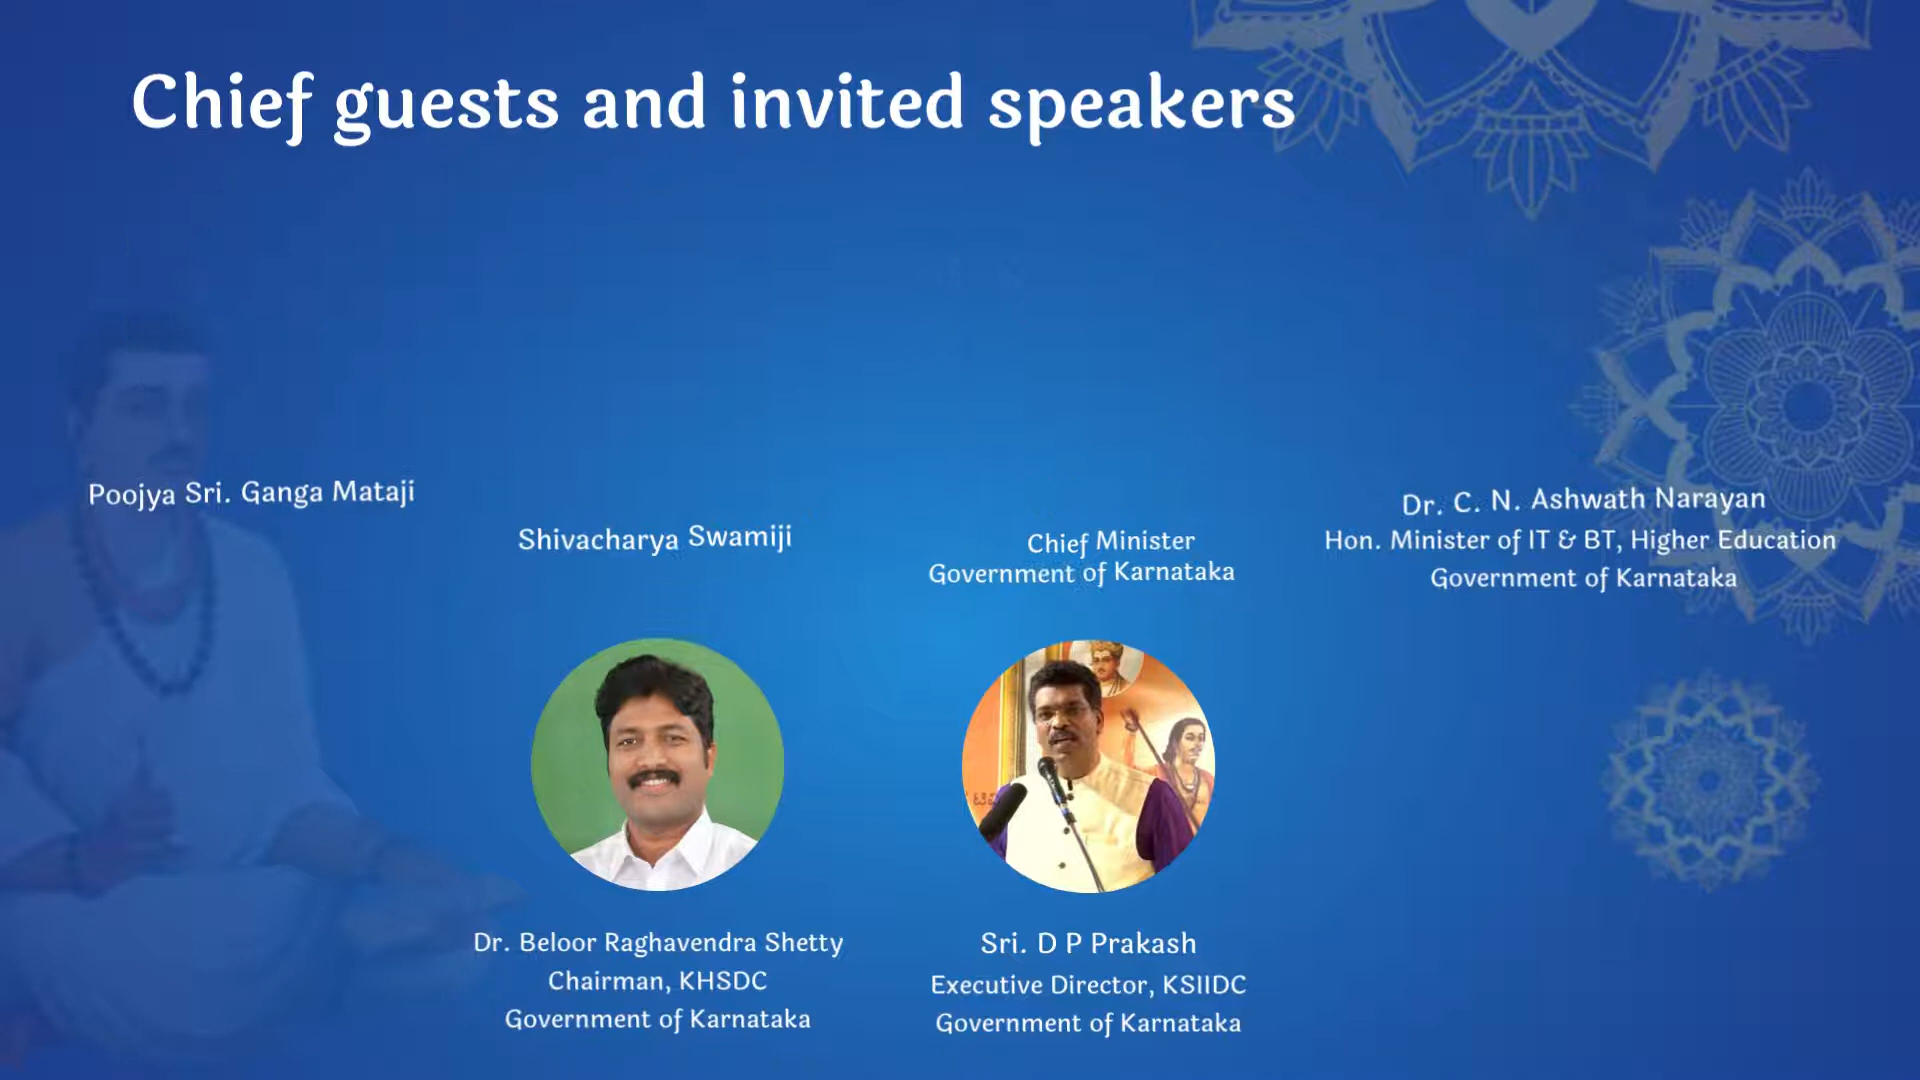 Chief guests and invited speakers
Poojya Sri. Ganga Mataji
Shivacharya Swamiji
Chief Minister
Government of Karnataka
Dr. C. N. Ashwath Narayan
Hon. Minister of IT & BT, Higher Education
Government of Karnataka
Dr. Beloor Raghavendra Shetty
Chairman, KHSDC
Government of Karnataka
Sri. D P Prakash
Executive Director, KSIIDC
Government of Karnataka